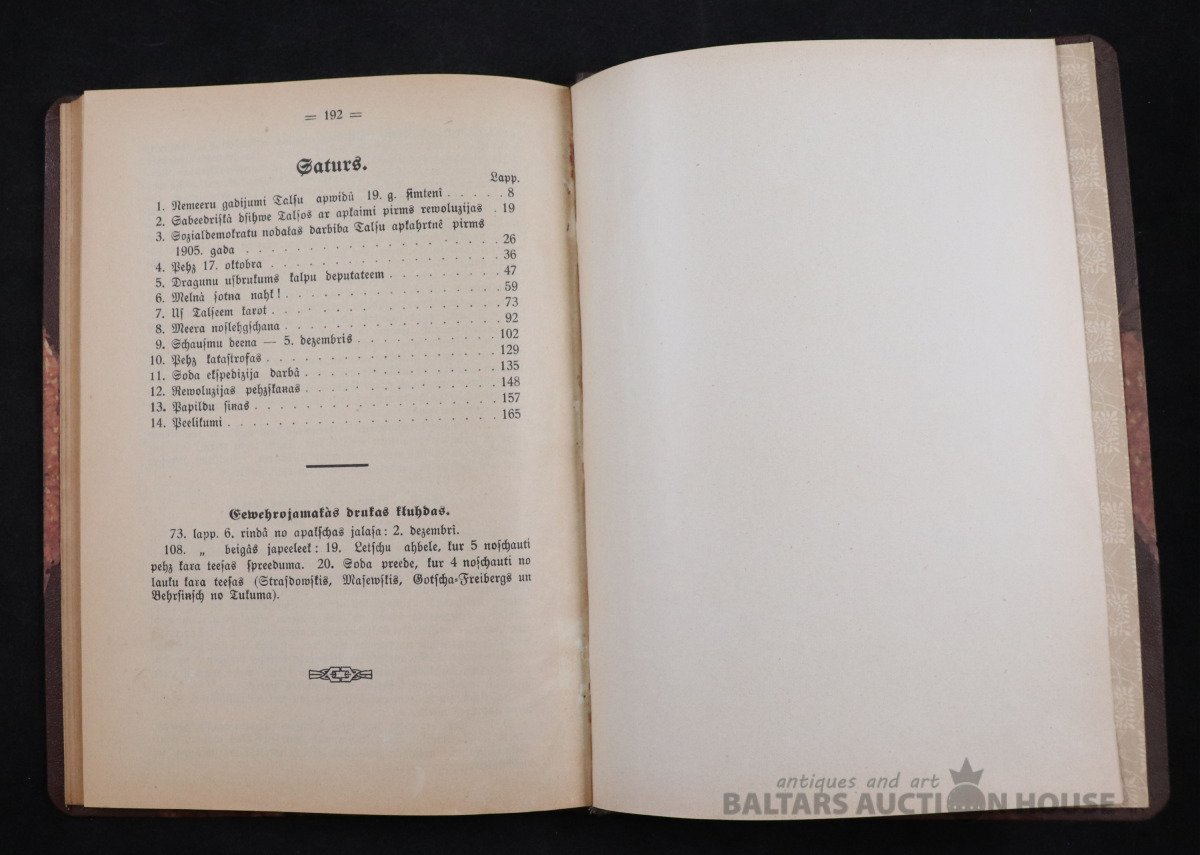 = 192 =
Saturs.
Lapp.
1. Nemeeru gadijumi Talſu apwidû 19. g. ſimtenî . . . . . 8
2. Sabeedriſkà dſihwe Talſos ar apkaimi pirms rewoluzijas . 19
3. Sozialdemokratu nodaļas darbiba Talſu apkahrtnê pirms
1905. gada . . . . . . . . . . . . . . . . . . . . 26
4. Pehz 17. oktobra . . . . . . . . . . . . . . . . . . 36
5. Dragunu uſbrukums kalpu deputateem . . . . . . . . 47
6. Melnà ſotna nahk! . . . . . . . . . . . . . . . . . 59
7. Uſ Talſeem karot . . . . . . . . . . . . . . . . . . 73
8. Meera noſlehgſchana . . . . . . . . . . . . . . . . 92
9. Schauſmu deena — 5. dezembris . . . . . . . . . . . 102
10. Pehz kataſtrofas . . . . . . . . . . . . . . . . . . 129
11. Soda ekſpedizija darbâ . . . . . . . . . . . . . . . 135
12. Rewoluzijas pehzſkaņas . . . . . . . . . . . . . . . 148
13. Papildu ſiņas . . . . . . . . . . . . . . . . . . . 157
14. Peelikumi . . . . . . . . . . . . . . . . . . . . . 165
Eewehrojamakàs drukas kļuhdas.
73. lapp. 6. rindâ no apakſchas jalaſa: 2. dezembri.
108. „ beigâs japeeleek: 19. Letſchu ahbele, kur 5 noſchauti
pehz kara teeſas ſpreeduma. 20. Soda preede, kur 4 noſchauti no
lauku kara teeſas (Straſdowſkis, Maſewſkis, Gotſcha-Freibergs un
Behrſiņſch no Tukuma).
antiques and art
BALTARS AUCTION HOUSE